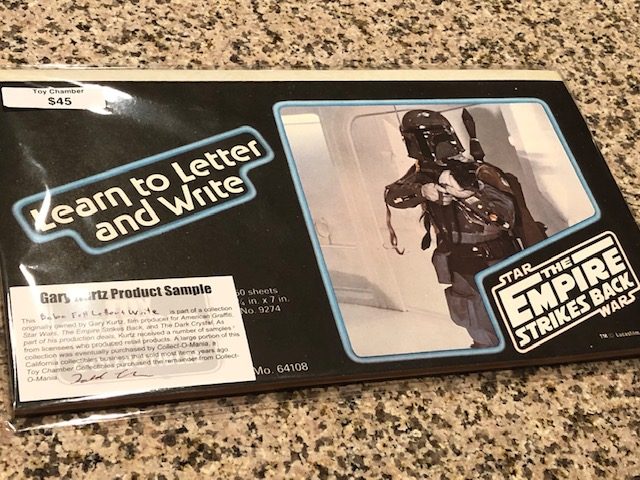 Toy Chamber
$45
Learn to Letter
and Write
Gary Kurtz Product Sample
This Boba Fett Letter & Write is part of a collection
originally owned by Gary Kurtz, film producer for American Graffiti,
Star Wars, The Empire Strikes Back, and The Dark Crystal. As
part of his production deals, Kurtz received a number of samples
from licensees who produced retail products. A large portion of this
collection was eventually purchased by Collect-O-Mania, a
California collectibles business that sold most items years ago.
Toy Chamber Collectibles purchased the remainder from Collect-
O-Mania.
50 sheets
in. x 7 in.
No. 9274
Mo. 64108
STAR
THE
EMPIRE
STRIKES BACK
WARS
TM